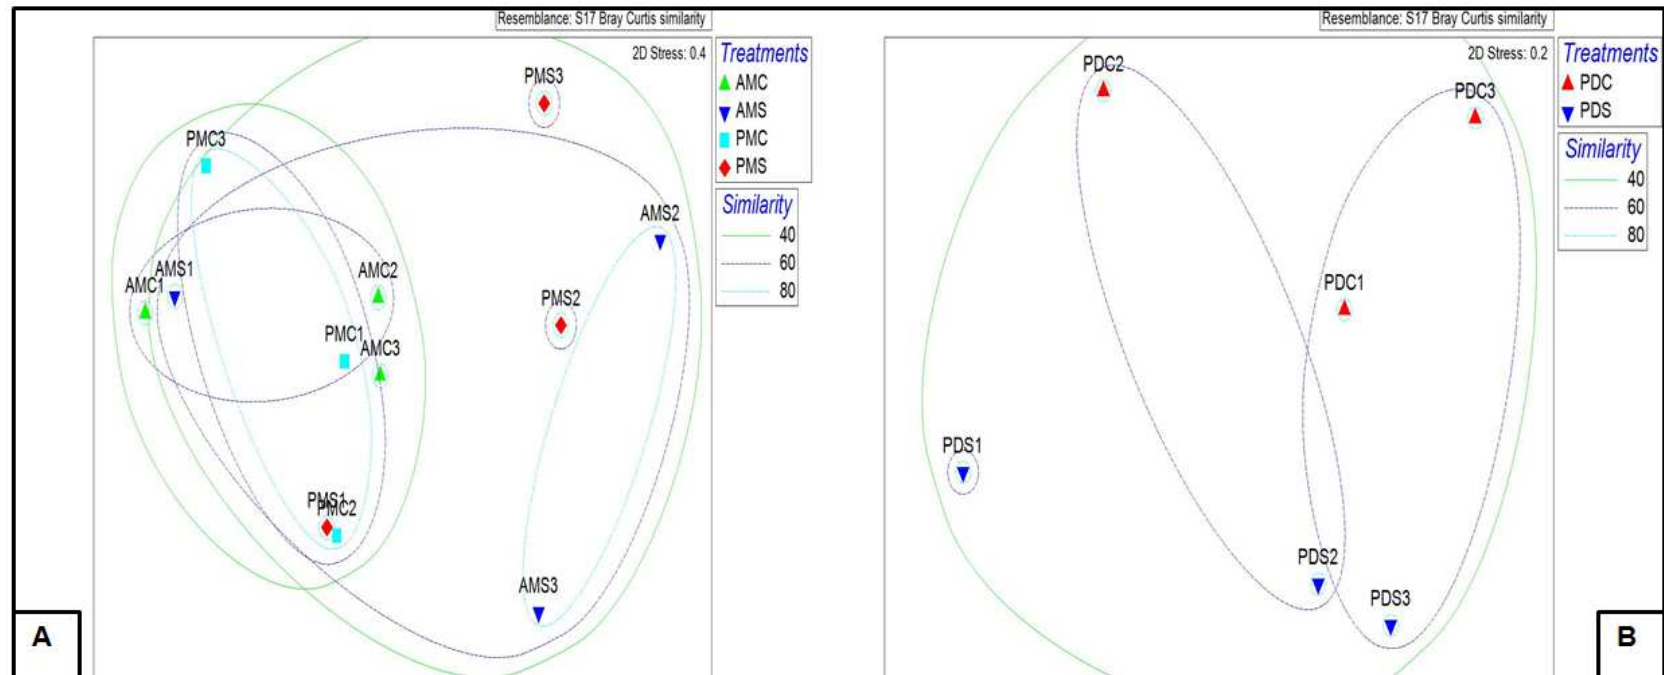 Resemblance: S17 Bray Curtis similarity
2D Stress: 0.4
Treatments
AMC
AMS
PMC
PMS
Similarity
40
60
80
PMS3
PMC3
AMS2
AMS1
AMC1
AMC2
PMS2
PMC1
AMC3
PMS1
PMC2
AMS3
A
Resemblance: S17 Bray Curtis similarity
2D Stress: 0.2
Treatments
PDC
PDS
Similarity
40
60
80
PDC2
PDC3
PDC1
PDS1
PDS2
PDS3
B